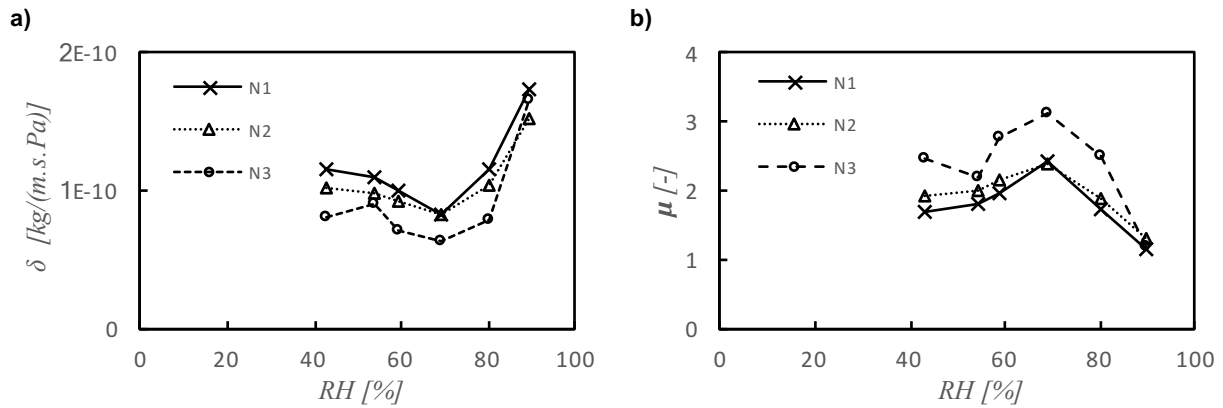 a)
2E-10
1E-10
0
δ [kg/(m.s.Pa)]
N1
N2
N3
0 20 40 60 80 100
RH [%]
b)
4
3
2
1
0
μ [-]
N1
N2
N3
0 20 40 60 80 100
RH [%]